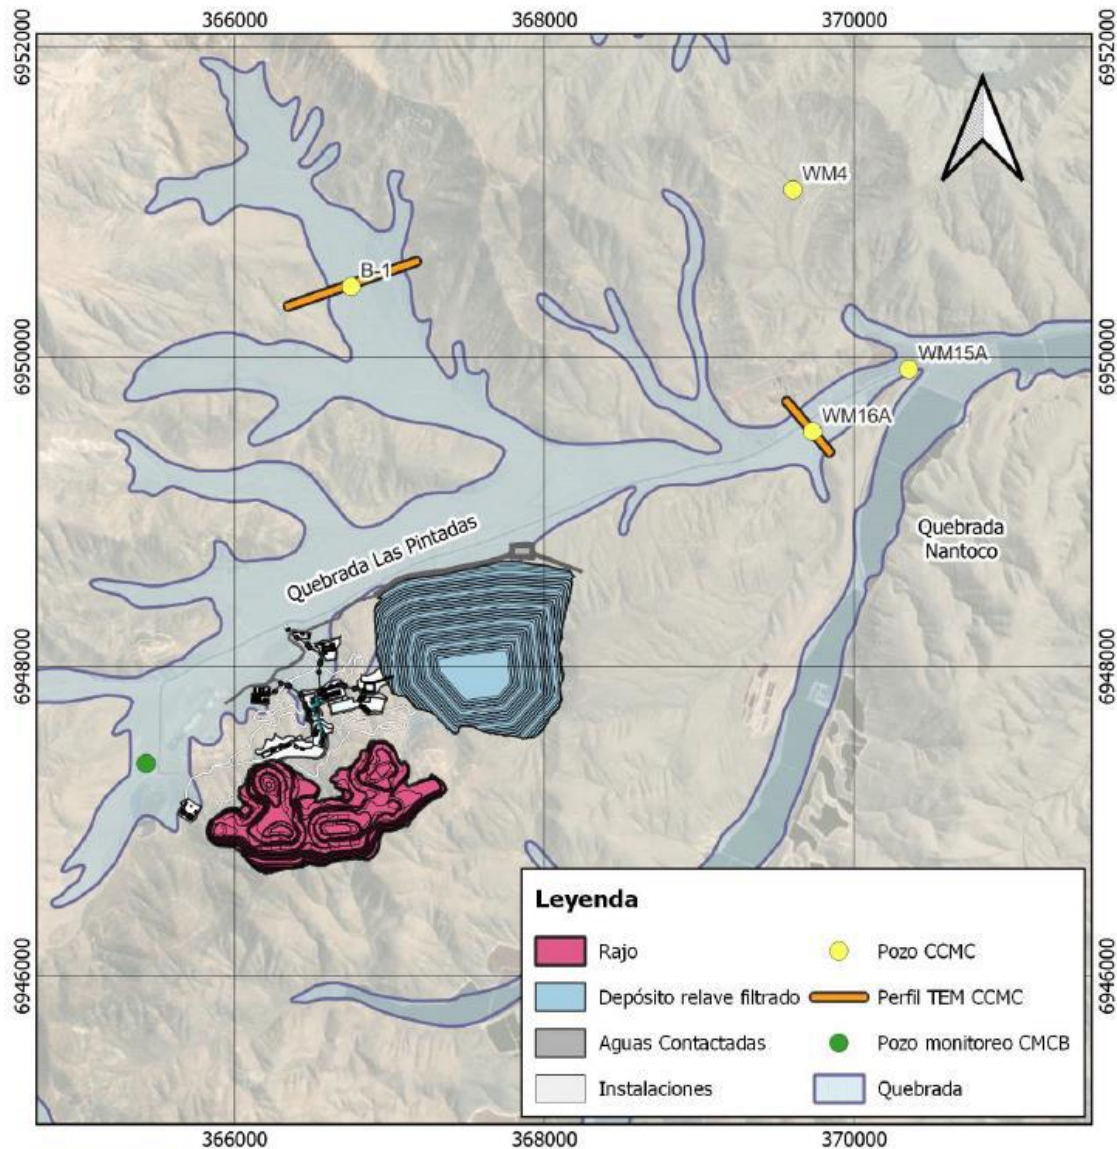 366000
368000
370000
6952000
6952000
WM4
B-1
6950000
6950000
WM15A
WM16A
Quebrada
Nantoco
Quebrada Las Pintadas
6948000
6948000
Leyenda
Rajo
Pozo CCMC
6946000
6946000
Depósito relave filtrado
Perfil TEM CCMC
Aguas Contactadas
Pozo monitoreo CMCB
Instalaciones
Quebrada
366000
368000
370000